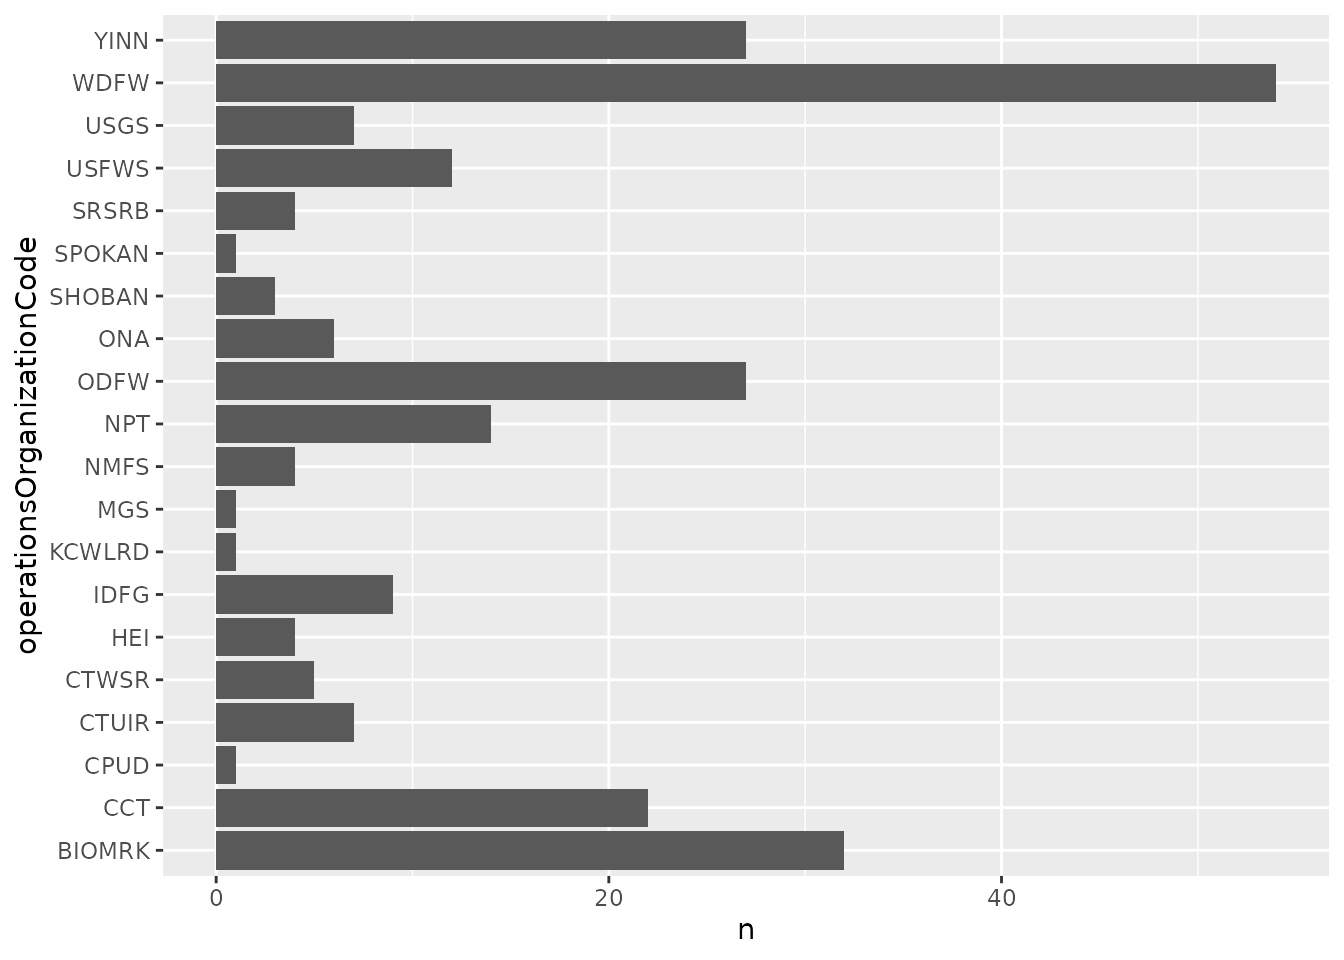 operationsOrganizationCode
YINN
WDFW
USGS
USFWS
SRSRB
SPOKAN
SHOBAN
ONA
ODFW
NPT
NMFS
MGS
KCWLRD
IDFG
HEI
CTWSR
CTUIR
CPUD
CCT
BIOMRK
0 20 40
n